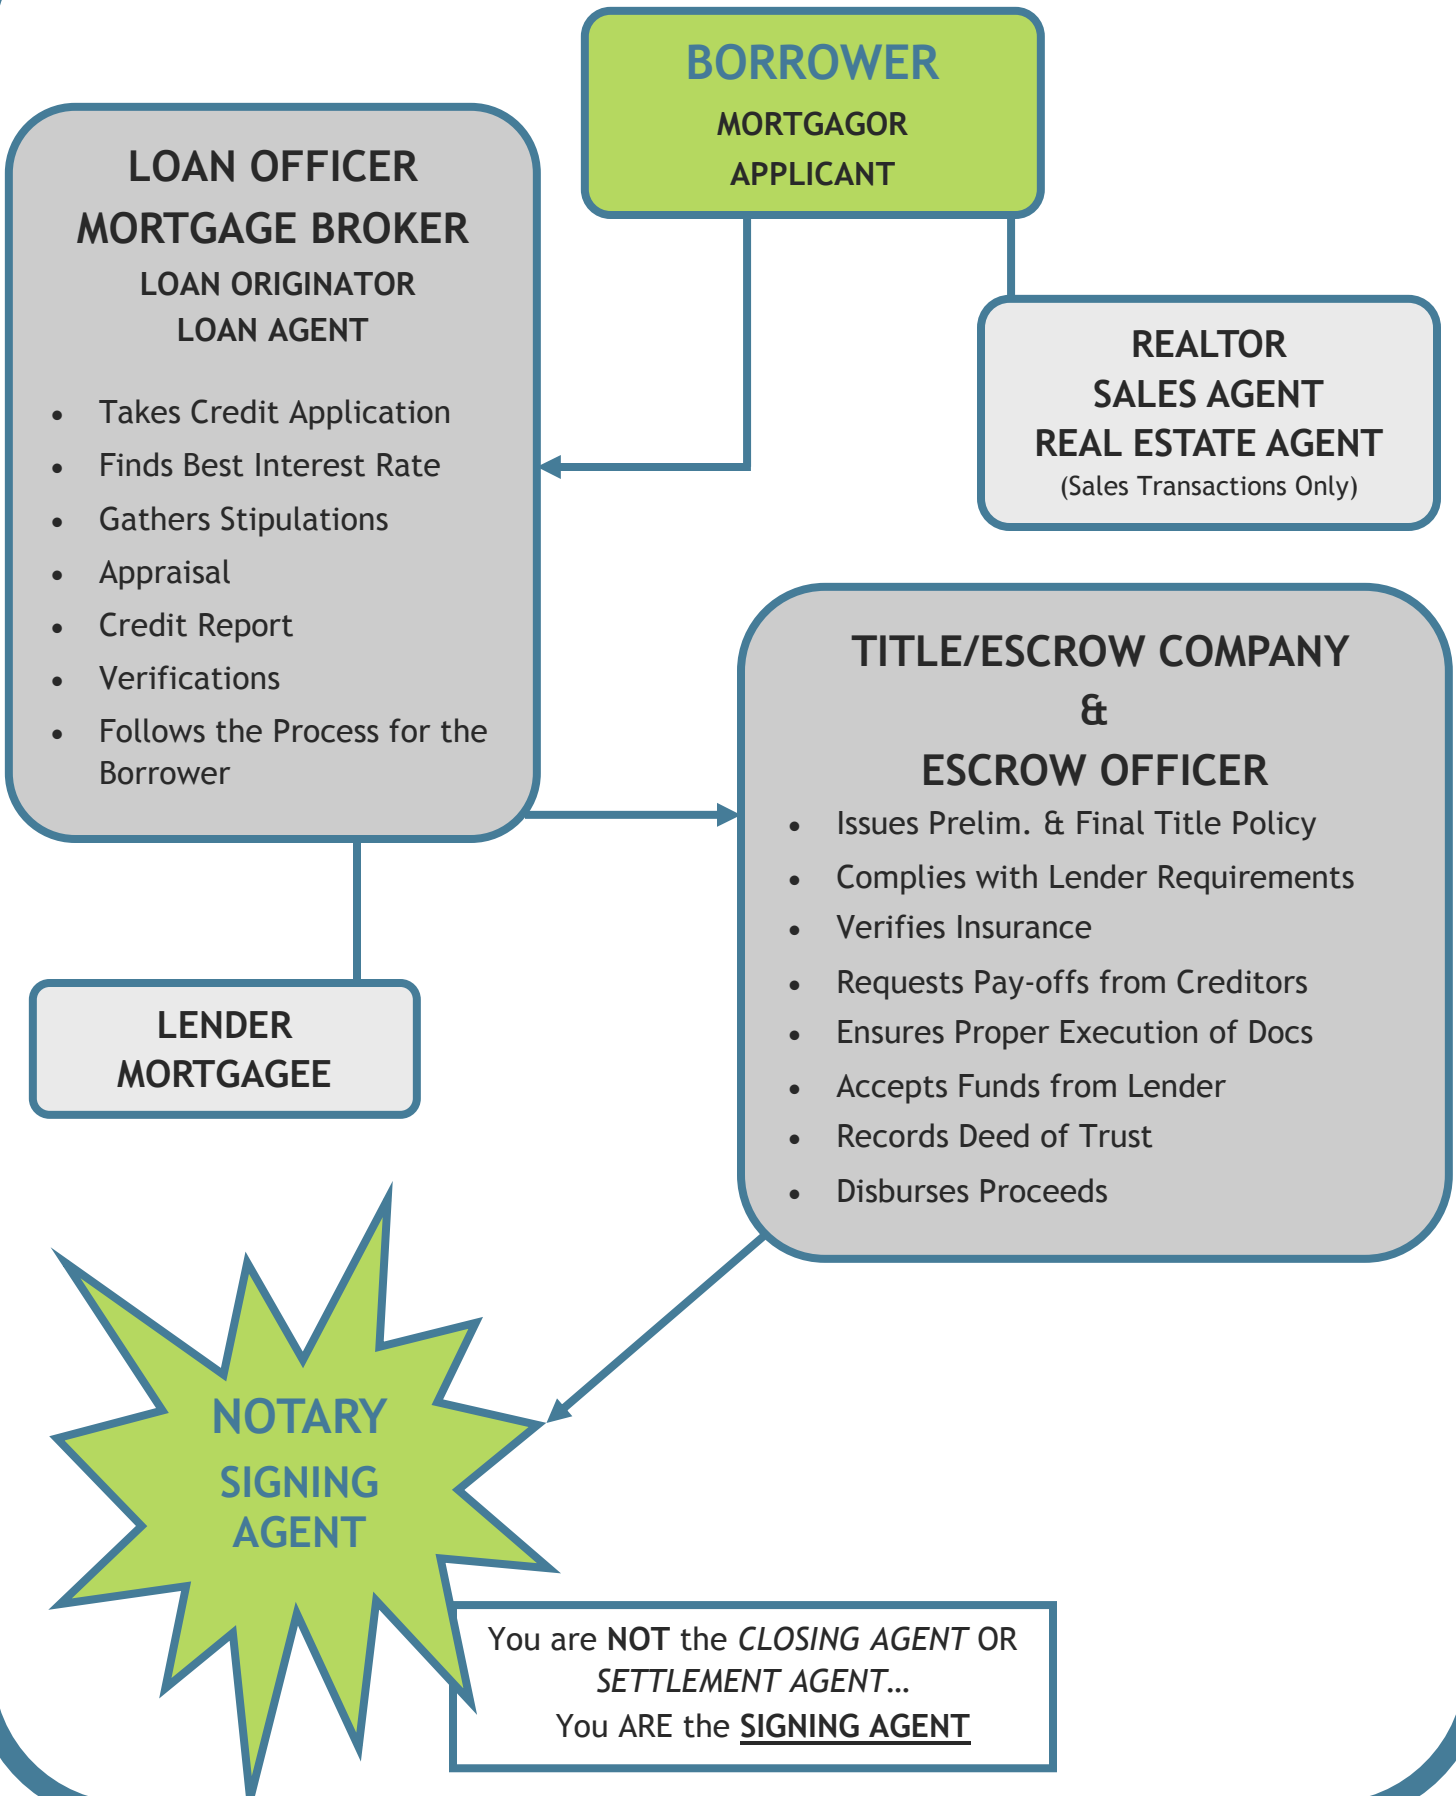 BORROWER
MORTGAGOR
APPLICANT
LOAN OFFICER
MORTGAGE BROKER
LOAN ORIGINATOR
LOAN AGENT
• Takes Credit Application
• Finds Best Interest Rate
• Gathers Stipulations
• Appraisal
• Credit Report
• Verifications
• Follows the Process for the
Borrower
REALTOR
SALES AGENT
REAL ESTATE AGENT
(Sales Transactions Only)
TITLE/ESCROW COMPANY
&
ESCROW OFFICER
• Issues Prelim. & Final Title Policy
• Complies with Lender Requirements
• Verifies Insurance
• Requests Pay-offs from Creditors
• Ensures Proper Execution of Docs
• Accepts Funds from Lender
• Records Deed of Trust
• Disburses Proceeds
LENDER
MORTGAGEE
NOTARY
SIGNING
AGENT
You are NOT the CLOSING AGENT OR
SETTLEMENT AGENT…
You ARE the SIGNING AGENT